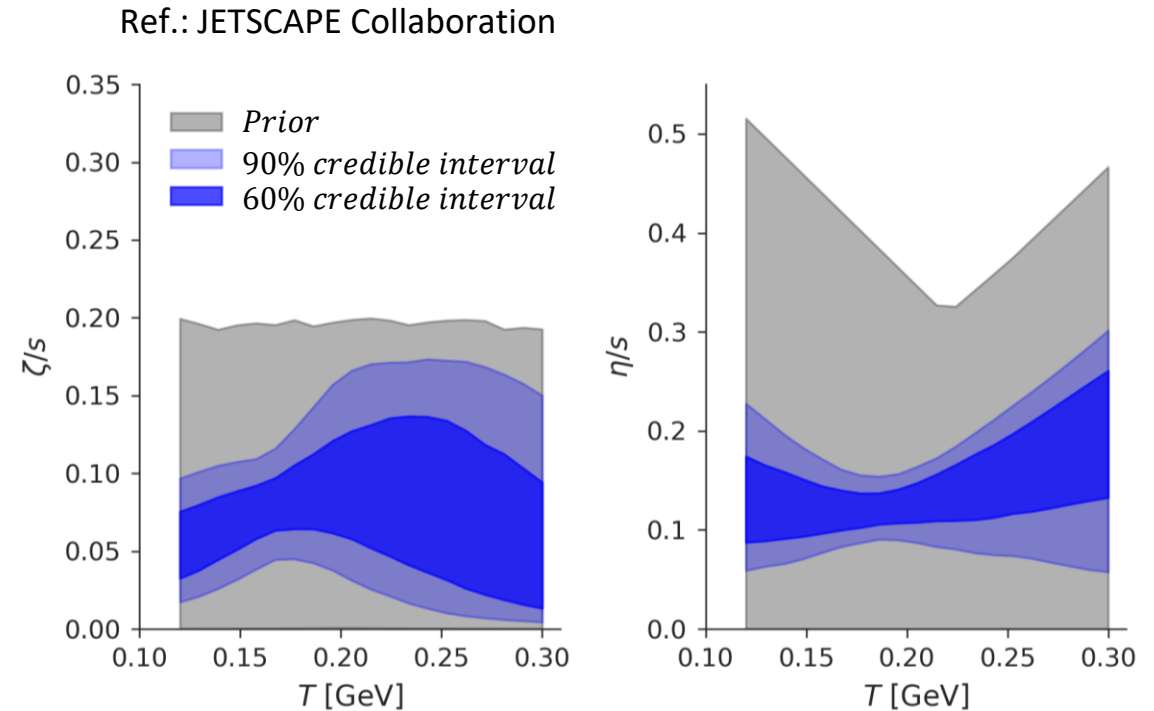 Ref.: JETSCAPE Collaboration
0.35
0.30
0.25
0.20
0.15
0.10
0.05
0.00
ζ/s
Prior
90% credible interval
60% credible interval
0.10 0.15 0.20 0.25 0.30
T [GeV]
0.5
0.4
0.3
0.2
0.1
0.0
η/s
0.10 0.15 0.20 0.25 0.30
T [GeV]